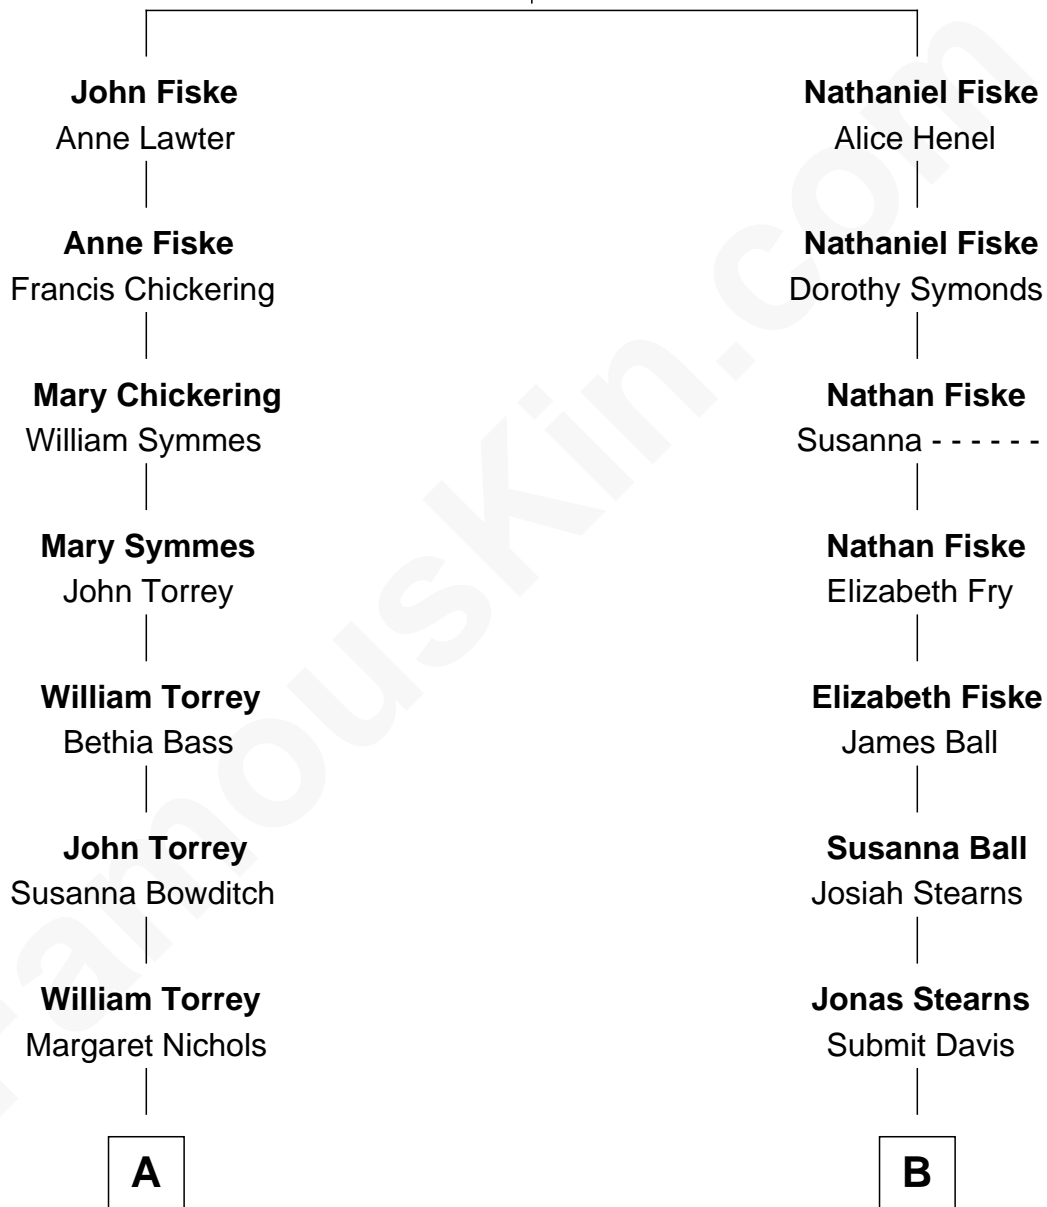 John Fiske
Anne Lawter
Nathaniel Fiske
Alice Henel
Anne Fiske
Francis Chickering
Nathaniel Fiske
Dorothy Symonds
Mary Chickering
William Symmes
Nathan Fiske
Susanna - - - - - -
Mary Symmes
John Torrey
Nathan Fiske
Elizabeth Fry
William Torrey
Bethia Bass
Elizabeth Fiske
James Ball
John Torrey
Susanna Bowditch
Susanna Ball
Josiah Stearns
William Torrey
Margaret Nichols
Jonas Stearns
Submit Davis
A
B
FamousKin.com